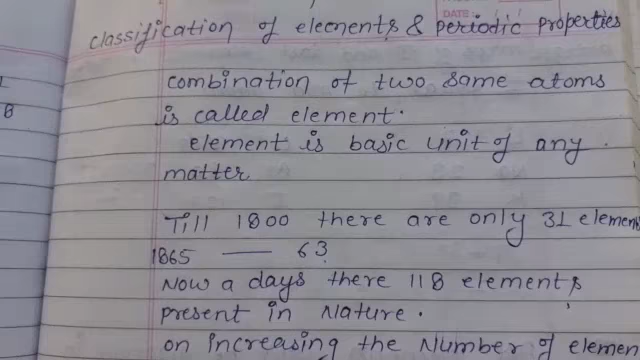 DATE:
classification of elements & periodic properties
combination of two same atoms
is called element.
element is basic unit of any
matter
Till 1800 there are only 31 elemen
1865 — 63
Now a days there 118 elements
present in Nature.
on increasing the Number of elemen